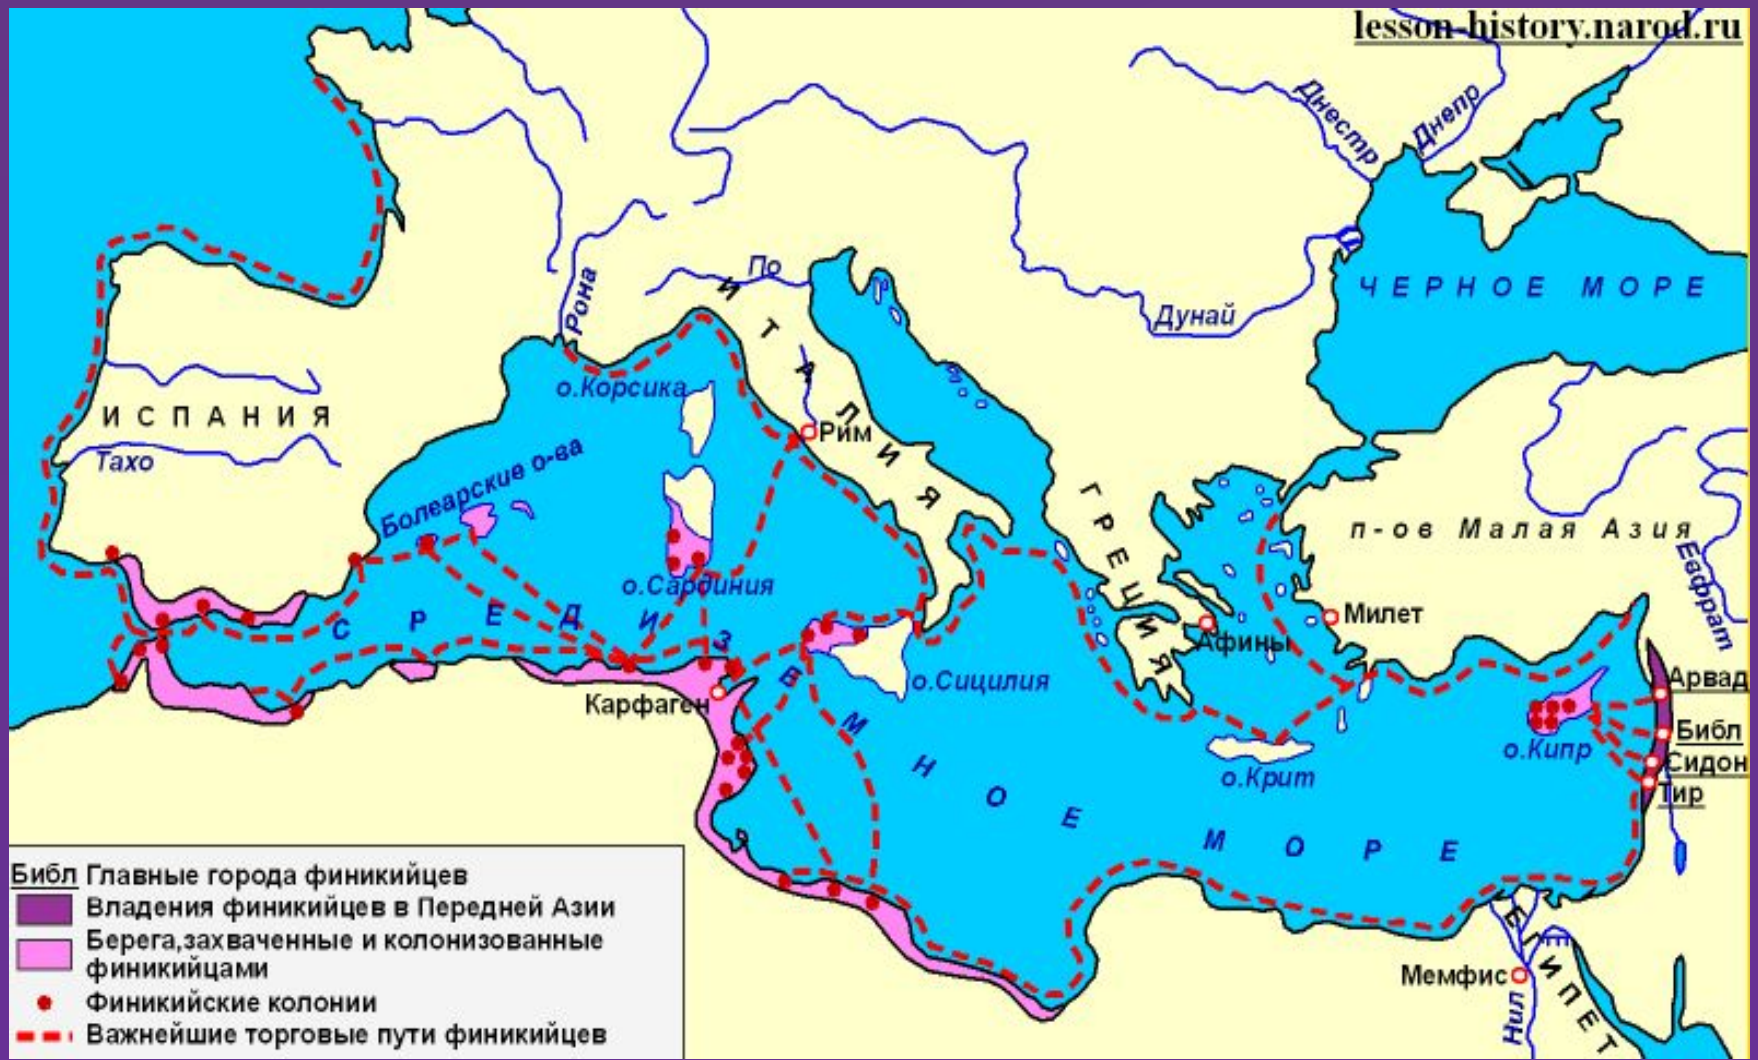 lesson-history.narod.ru
Днестр
Днепр
Рона
По
ИТАЛИЯ
Дунай
ЧЕРНОЕ МОРЕ
о.Корсика
ИСПАНИЯ
Тахо
Рим
Болеарские о-ва
ГРЕЦИЯ
п-ов Малая Азия
Евфрат
о.Сардиния
СРЕДИЗЕМНОЕ МОРЕ
Милет
Афины
о.Сицилия
Карфаген
Арвад
Библ
о.Кипр
Сидон
о.Крит
Тир
Библ Главные города финикийцев
Владения финикийцев в Передней Азии
Берега,захваченные и колонизованные
финикийцами
Финикийские колонии
Важнейшие торговые пути финикийцев
ЕГИПЕТ
Мемфис
Нил